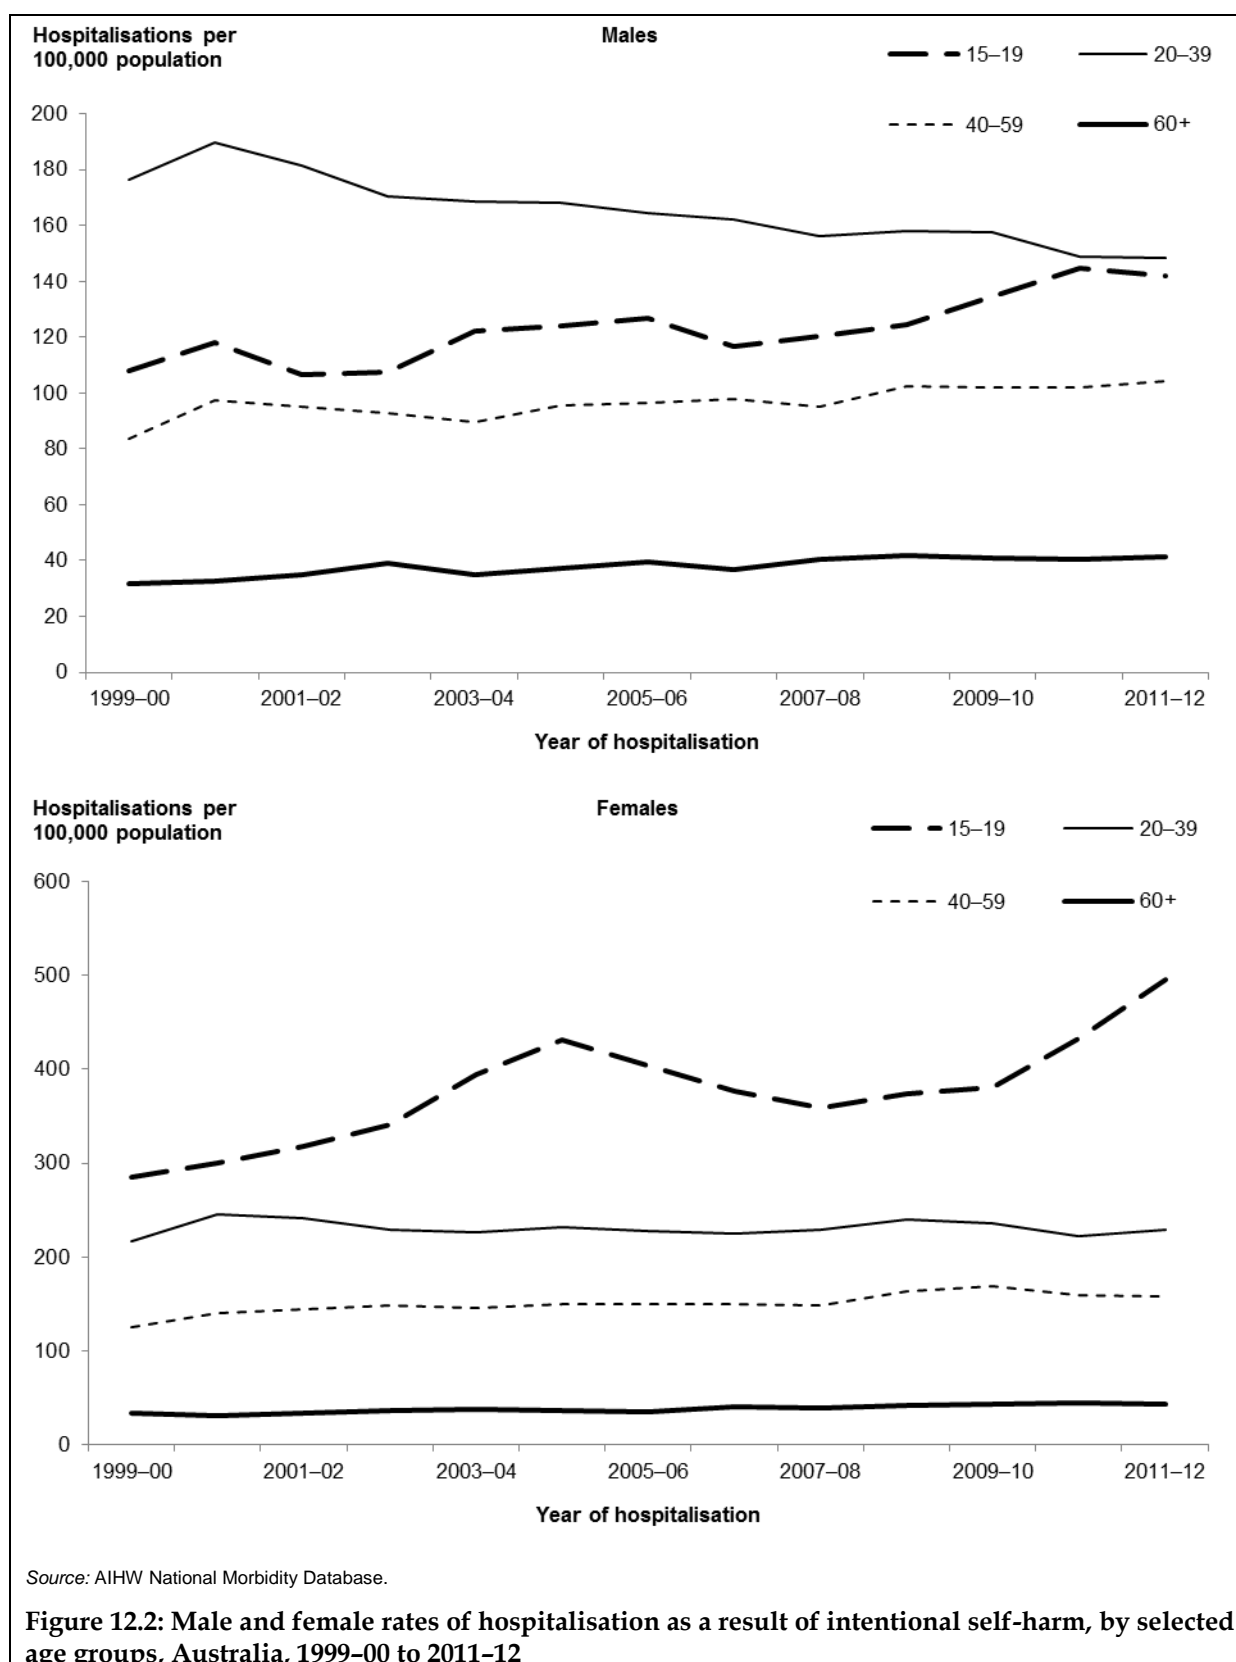 Hospitalisations per
100,000 population
Males
15–19
20–39
40–59
60+
200
180
160
140
120
100
80
60
40
20
0
1999–00 2001–02 2003–04 2005–06 2007–08 2009–10 2011–12
Year of hospitalisation
Hospitalisations per
100,000 population
Females
15–19
20–39
40–59
60+
600
500
400
300
200
100
0
1999–00 2001–02 2003–04 2005–06 2007–08 2009–10 2011–12
Year of hospitalisation
Source: AIHW National Morbidity Database.
Figure 12.2: Male and female rates of hospitalisation as a result of intentional self-harm, by selected
age groups, Australia, 1999–00 to 2011–12